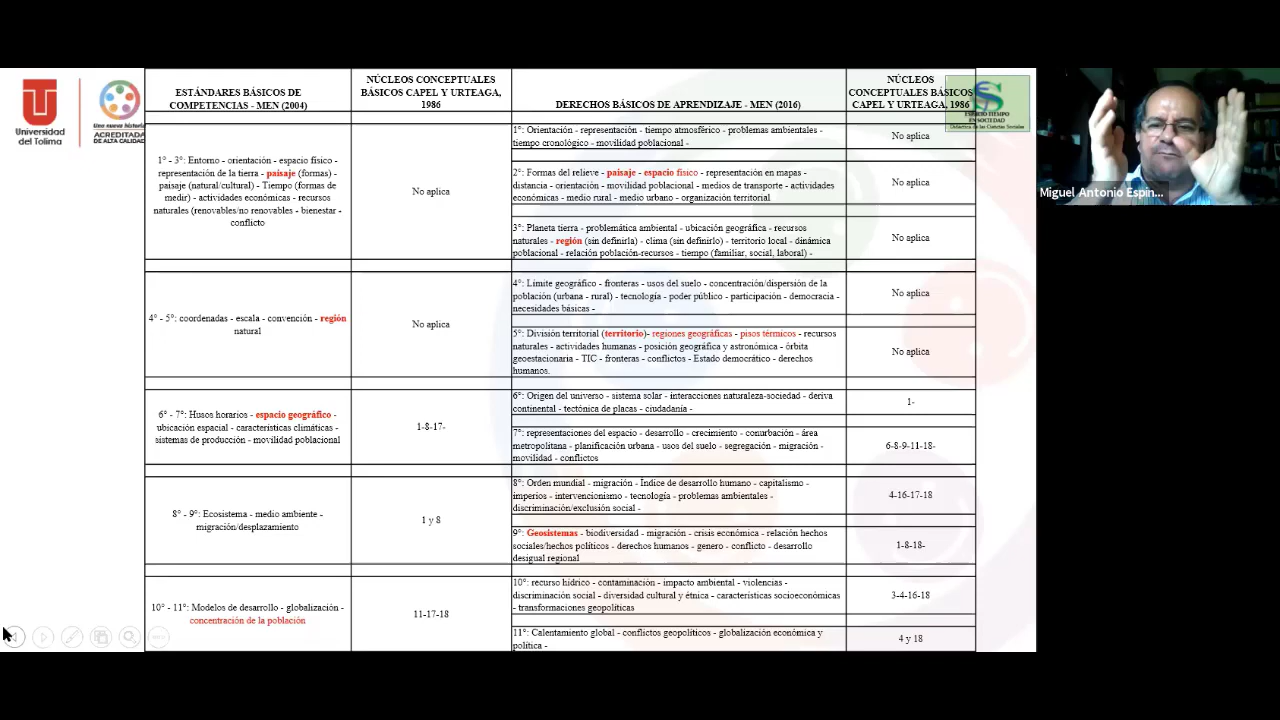 Universidad
del Tolima
Una nueva historia
ACREDITADA
DE ALTA CALIDAD
ESTÁNDARES BÁSICOS DE
COMPETENCIAS - MEN (2004)
NÚCLEOS CONCEPTUALES
BÁSICOS CAPEL Y URTEAGA,
1986
DERECHOS BÁSICOS DE APRENDIZAJE - MEN (2016)
NÚCLEOS
CONCEPTUALES BÁSICOS
CAPEL Y URTEAGA, 1986
ESPACIO TIEMPO
EN SOCIEDAD
Didáctica de las Ciencias Sociales
1° - 3°: Entorno - orientación - espacio físico -
representación de la tierra - paisaje (formas) -
paisaje (natural/cultural) - Tiempo (formas de
medir) - actividades económicas - recursos
naturales (renovables/no renovables - bienestar -
conflicto
No aplica
1°: Orientación - representación - tiempo atmosférico - problemas ambientales -
tiempo cronológico - movilidad poblacional -
No aplica
2°: Formas del relieve - paisaje - espacio físico - representación en mapas -
distancia - orientación - movilidad poblacional - medios de transporte - actividades
económicas - medio rural - medio urbano - organización territorial
No aplica
3°: Planeta tierra - problemática ambiental - ubicación geográfica - recursos
naturales - región (sin definirla) - clima (sin definirlo) - territorio local - dinámica
poblacional - relación población-recursos - tiempo (familiar, social, laboral) -
No aplica
4° - 5°: coordenadas - escala - convención - región
natural
No aplica
4°: Límite geográfico - fronteras - usos del suelo - concentración/dispersión de la
población (urbana - rural) - tecnología - poder público - participación - democracia -
necesidades básicas -
No aplica
5°: División territorial (territorio)- regiones geográficas - pisos térmicos - recursos
naturales - actividades humanas - posición geográfica y astronómica - órbita
geoestacionaria - TIC - fronteras - conflictos - Estado democrático - derechos
humanos.
No aplica
6° - 7°: Husos horarios - espacio geográfico -
ubicación espacial - características climáticas -
sistemas de producción - movilidad poblacional
1-8-17-
6°: Origen del universo - sistema solar - interacciones naturaleza-sociedad - deriva
continental - tectónica de placas - ciudadanía -
1-
7°: representaciones del espacio - desarrollo - crecimiento - conurbación - área
metropolitana - planificación urbana - usos del suelo - segregación - migración -
movilidad - conflictos
6-8-9-11-18-
8° - 9°: Ecosistema - medio ambiente -
migración/desplazamiento
1 y 8
8°: Orden mundial - migración - Índice de desarrollo humano - capitalismo -
imperios - intervencionismo - tecnología - problemas ambientales -
discriminación/exclusión social -
4-16-17-18
9°: Geosistemas - biodiversidad - migración - crisis económica - relación hechos
sociales/hechos políticos - derechos humanos - genero - conflicto - desarrollo
desigual regional
1-8-18-
10° - 11°: Modelos de desarrollo - globalización -
concentración de la población
11-17-18
10°: recurso hídrico - contaminación - impacto ambiental - violencias -
discriminación social - diversidad cultural y étnica - características socioeconómicas
- transformaciones geopolíticas
3-4-16-18
11°: Calentamiento global - conflictos geopolíticos - globalización económica y
política -
4 y 18
Miguel Antonio Espin...